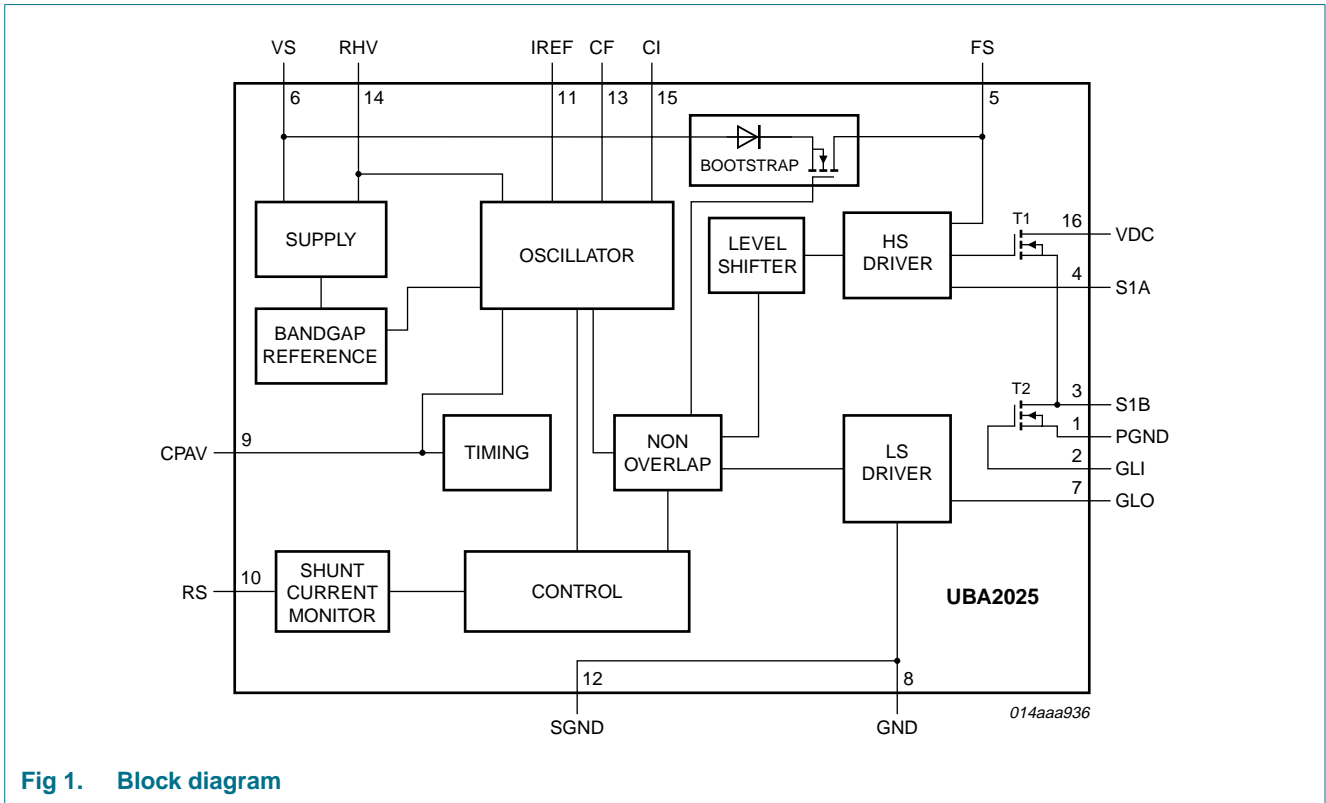 VS RHV IREF CF CI FS
6 14 11 13 15 5
BOOTSTRAP
T1
16 VDC
SUPPLY
OSCILLATOR
LEVEL
SHIFTER
HS
DRIVER
4 S1A
BANDGAP
REFERENCE
T2
3 S1B
1 PGND
2 GLI
7 GLO
CPAV 9
TIMING
NON
OVERLAP
LS
DRIVER
RS 10
SHUNT
CURRENT
MONITOR
CONTROL
UBA2025
12 8
SGND GND
014aaa936
Fig 1. Block diagram